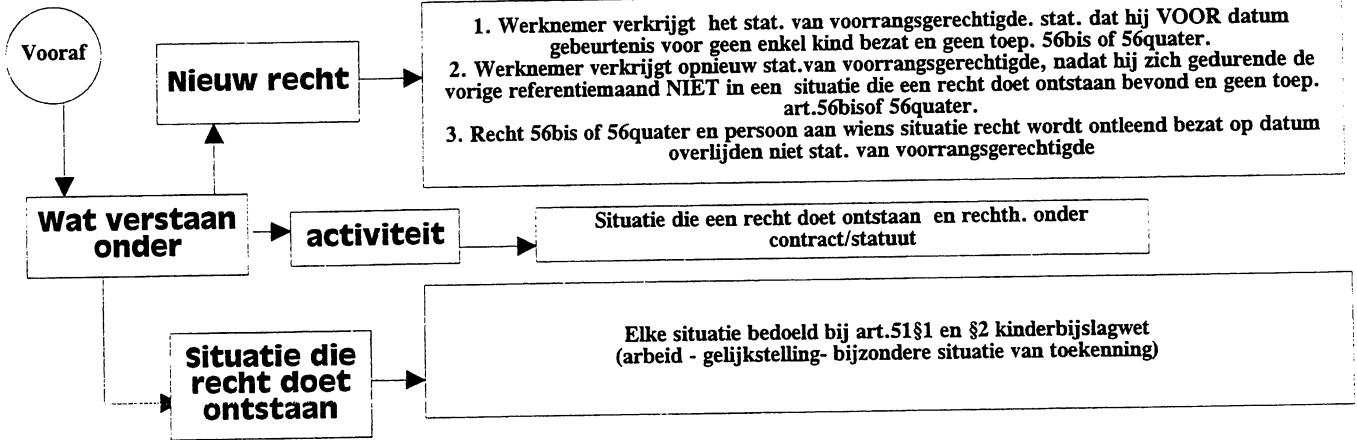 Vooraf
Nieuw recht
1. Werknemer verkrijgt het stat. van voorrangsgerechtigde. stat. dat hij VOOR datum
gebeurtenis voor geen enkel kind bezat en geen toep. 56bis of 56quater.
2. Werknemer verkrijgt opnieuw stat.van voorrangsgerechtigde, nadat hij zich gedurende de
vorige referentiemaand NIET in een situatie die een recht doet ontstaan bevond en geen toep.
art.56bisof 56quater.
3. Recht 56bis of 56quater en persoon aan wiens situatie recht wordt ontleend bezat op datum
overlijden niet stat. van voorrangsgerechtigde
Wat verstaan
onder
activiteit
Situatie die een recht doet ontstaan en rechth. onder
contract/statuut
Situatie die
recht doet
ontstaan
Elke situatie bedoeld bij art.51§1 en §2 kinderbijslagwet
(arbeid - gelijkstelling- bijzondere situatie van toekenning)